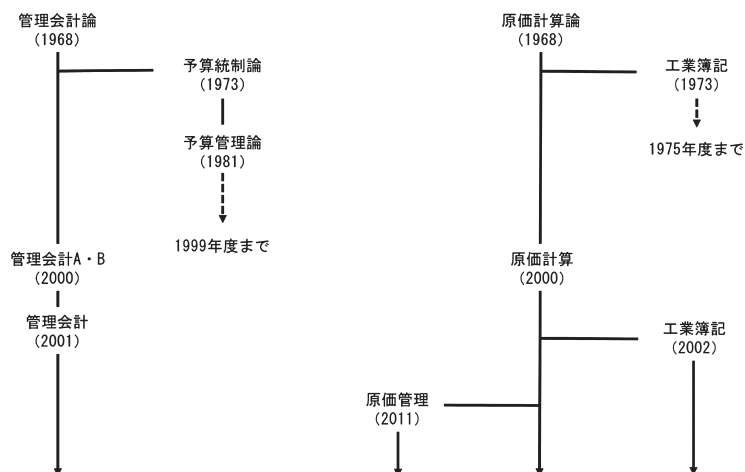 管理会計論
(1968)
予算統制論
(1973)
予算管理論
(1981)
1999年度まで
管理会計A・B
(2000)
管理会計
(2001)
原価計算論
(1968)
工業簿記
(1973)
1975年度まで
原価計算
(2000)
工業簿記
(2002)
原価管理
(2011)